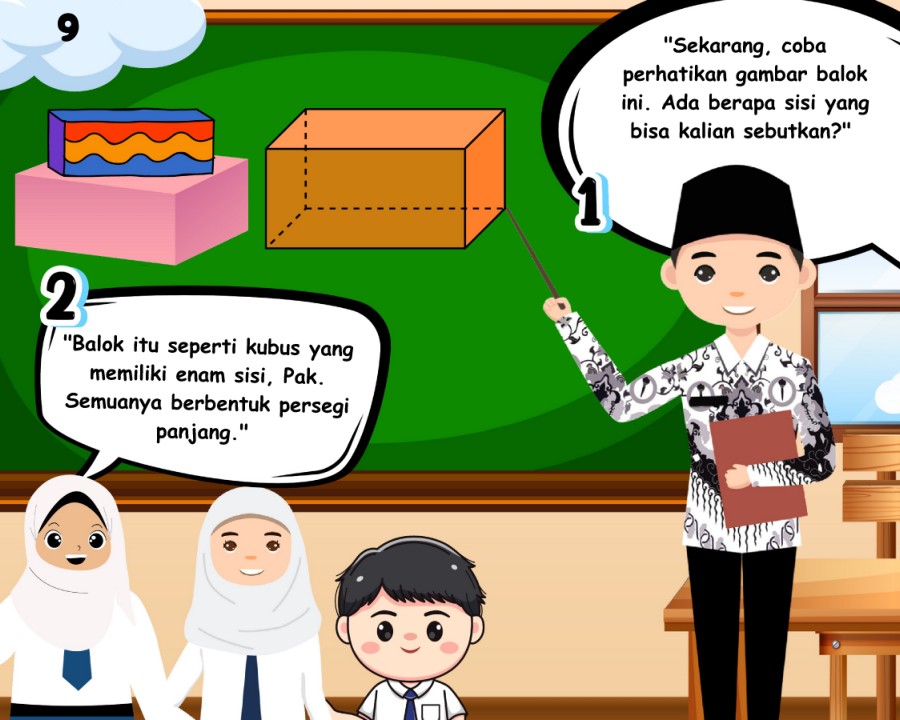 9
1
"Sekarang, coba
perhatikan gambar balok
ini. Ada berapa sisi yang
bisa kalian sebutkan?"
2
"Balok itu seperti kubus yang
memiliki enam sisi, Pak.
Semuanya berbentuk persegi
panjang."